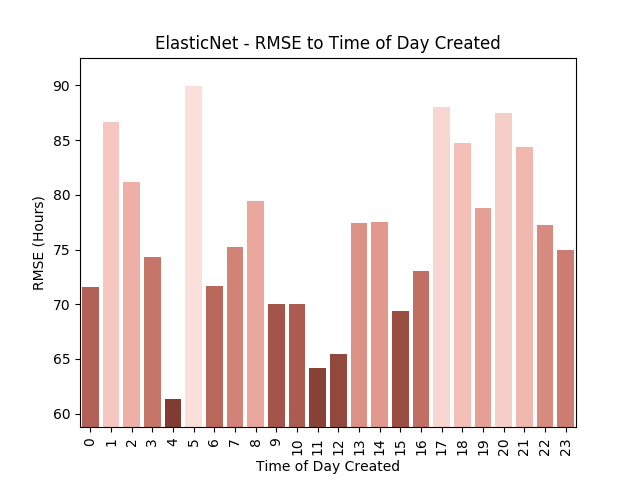 ElasticNet - RMSE to Time of Day Created
RMSE (Hours)
90
85
80
75
70
65
60
0 1 2 3 4 5 6 7 8 9 10 11 12 13 14 15 16 17 18 19 20 21 22 23
Time of Day Created